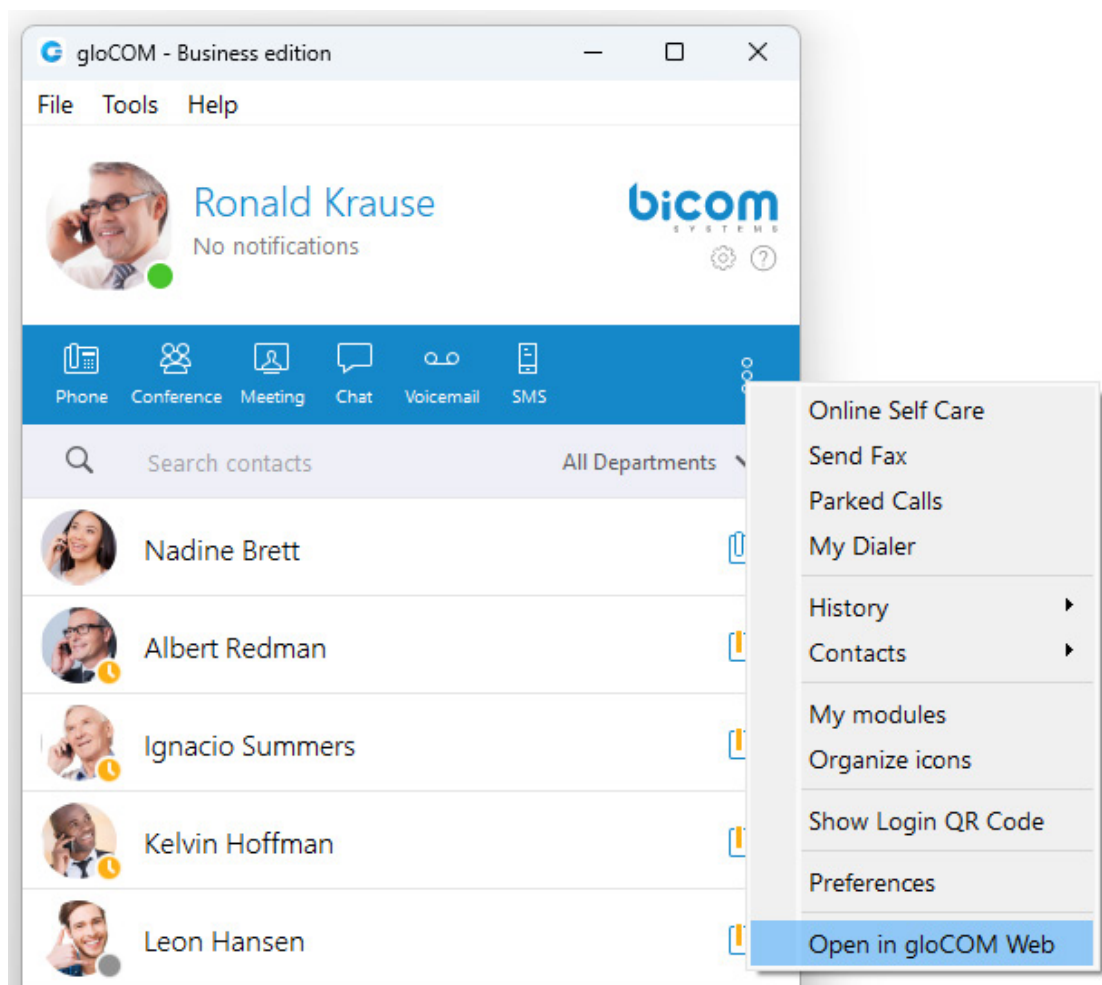 gloCOM - Business edition
File Tools Help
Ronald Krause
No notifications
bicom
SYSTEMS
Phone Conference Meeting Chat Voicemail SMS
Search contacts All Departments
Nadine Brett
Albert Redman
Ignacio Summers
Kelvin Hoffman
Leon Hansen
Online Self Care
Send Fax
Parked Calls
My Dialer
History
Contacts
My modules
Organize icons
Show Login QR Code
Preferences
Open in gloCOM Web